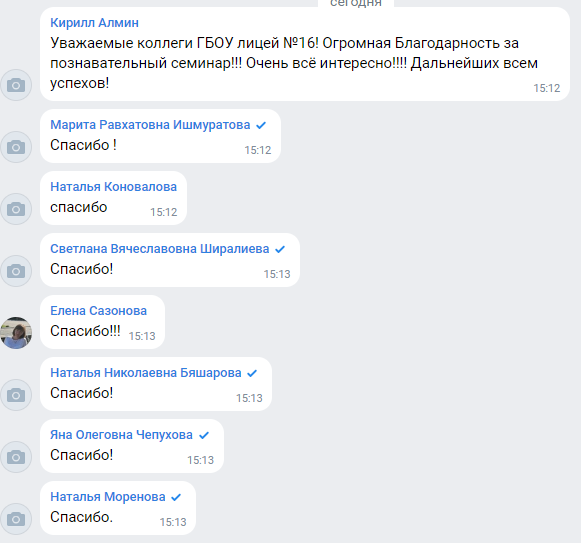 сегодня
Кирилл Алмин
Уважаемые коллеги ГБОУ лицей №16! Огромная Благодарность за
познавательный семинар!!! Очень всё интересно!!!! Дальнейших всем
успехов!
15:12
Марита Равхатовна Ишмуратова
Спасибо !
15:12
Наталья Коновалова
спасибо
15:12
Светлана Вячеславовна Ширалиева
Спасибо!
15:13
Елена Сазонова
Спасибо!!!
15:13
Наталья Николаевна Бяшарова
Спасибо!
15:13
Яна Олеговна Чепухова
Спасибо!
15:13
Наталья Моренова
Спасибо.
15:13